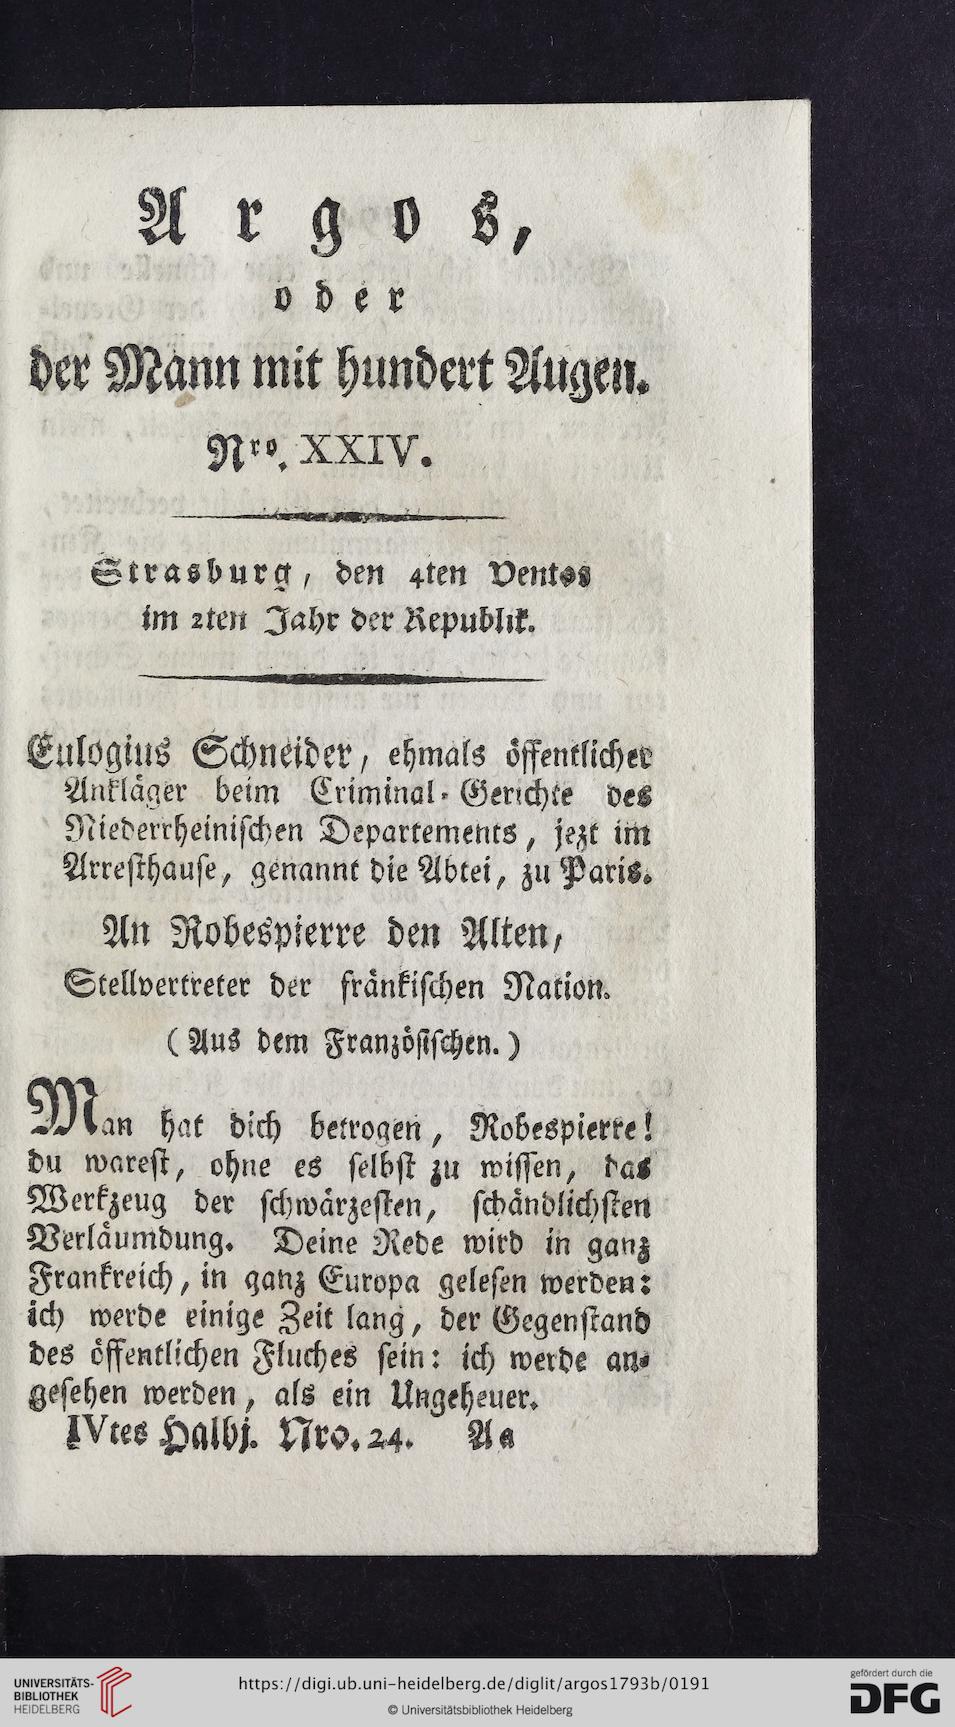 Argos,
oder
der Mann mit hundert Augen.
Nro. XXIV.
Strasburg, den 4ten Ventos
im 2ten Jahr der Republik.
Eulogius Schneider, ehmals öffentlicher
Ankläger beim Criminal-Gerichte des
Niederrheinischen Departements, jezt im
Arresthause, genannt die Abtei, zu Paris.
An Robespierre den Alten,
Stellvertreter der fränkischen Nation.
(Aus dem Französischen.)
Man hat dich betrogen, Robespierre!
du warest, ohne es selbst zu wissen, das
Werkzeug der schwärzesten, schändlichsten
Verläumdung. Deine Rede wird in ganz
Frankreich, in ganz Europa gelesen werden:
ich werde einige Zeit lang, der Gegenstand
des öffentlichen Fluches sein: ich werde an-
gesehen werden, als ein Ungeheuer.
IVtes Halbj. Nro. 24. Aa
UNIVERSITÄTS-
BIBLIOTHEK
HEIDELBERG
https://digi.ub.uni-heidelberg.de/diglit/argos1793b/0191
© Universitätsbibliothek Heidelberg
gefördert durch die
DFG